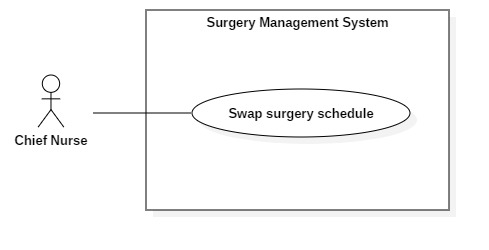 Surgery Management System
Swap surgery schedule
Chief Nurse